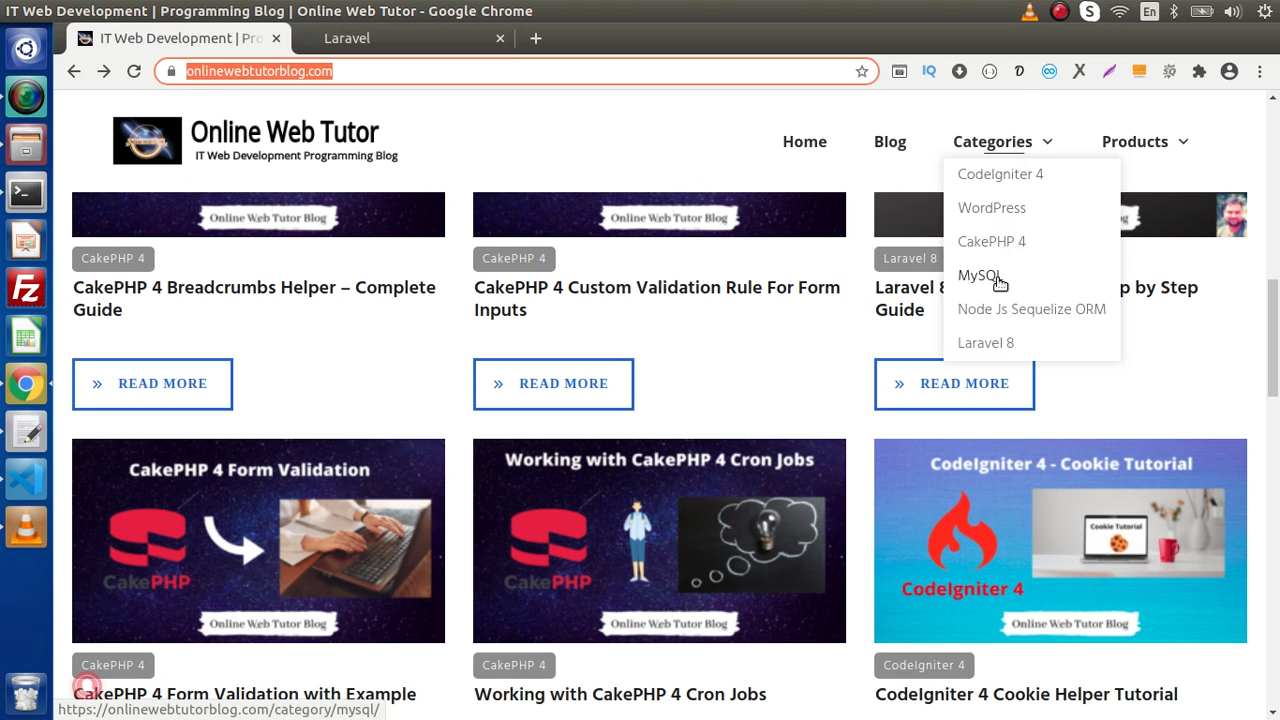 IT Web Development | Programming Blog | Online Web Tutor - Google Chrome
En
IT Web Development | Pro
Laravel
onlinewebtutorblog.com
IQ
Online Web Tutor
IT Web Development Programming Blog
Home
Blog
Categories
Products
CodeIgniter 4
WordPress
CakePHP 4
MySQL
Node Js Sequelize ORM
Laravel 8
Online Web Tutor Blog
Online Web Tutor Blog
CakePHP 4
CakePHP 4
Laravel 8
CakePHP 4 Breadcrumbs Helper – Complete
Guide
CakePHP 4 Custom Validation Rule For Form
Inputs
Laravel 8
p by Step
Guide
» READ MORE
» READ MORE
» READ MORE
CakePHP 4 Form Validation
CakePHP
Online Web Tutor Blog
Working with CakePHP 4 Cron Jobs
CakePHP
Online Web Tutor Blog
CodeIgniter 4 - Cookie Tutorial
Cookie Tutorial
CodeIgniter 4
Online Web Tutor Blog
CakePHP 4
CakePHP 4
CodeIgniter 4
CakePHP 4 Form Validation with Example
Working with CakePHP 4 Cron Jobs
CodeIgniter 4 Cookie Helper Tutorial
https://onlinewebtutorblog.com/category/mysql/